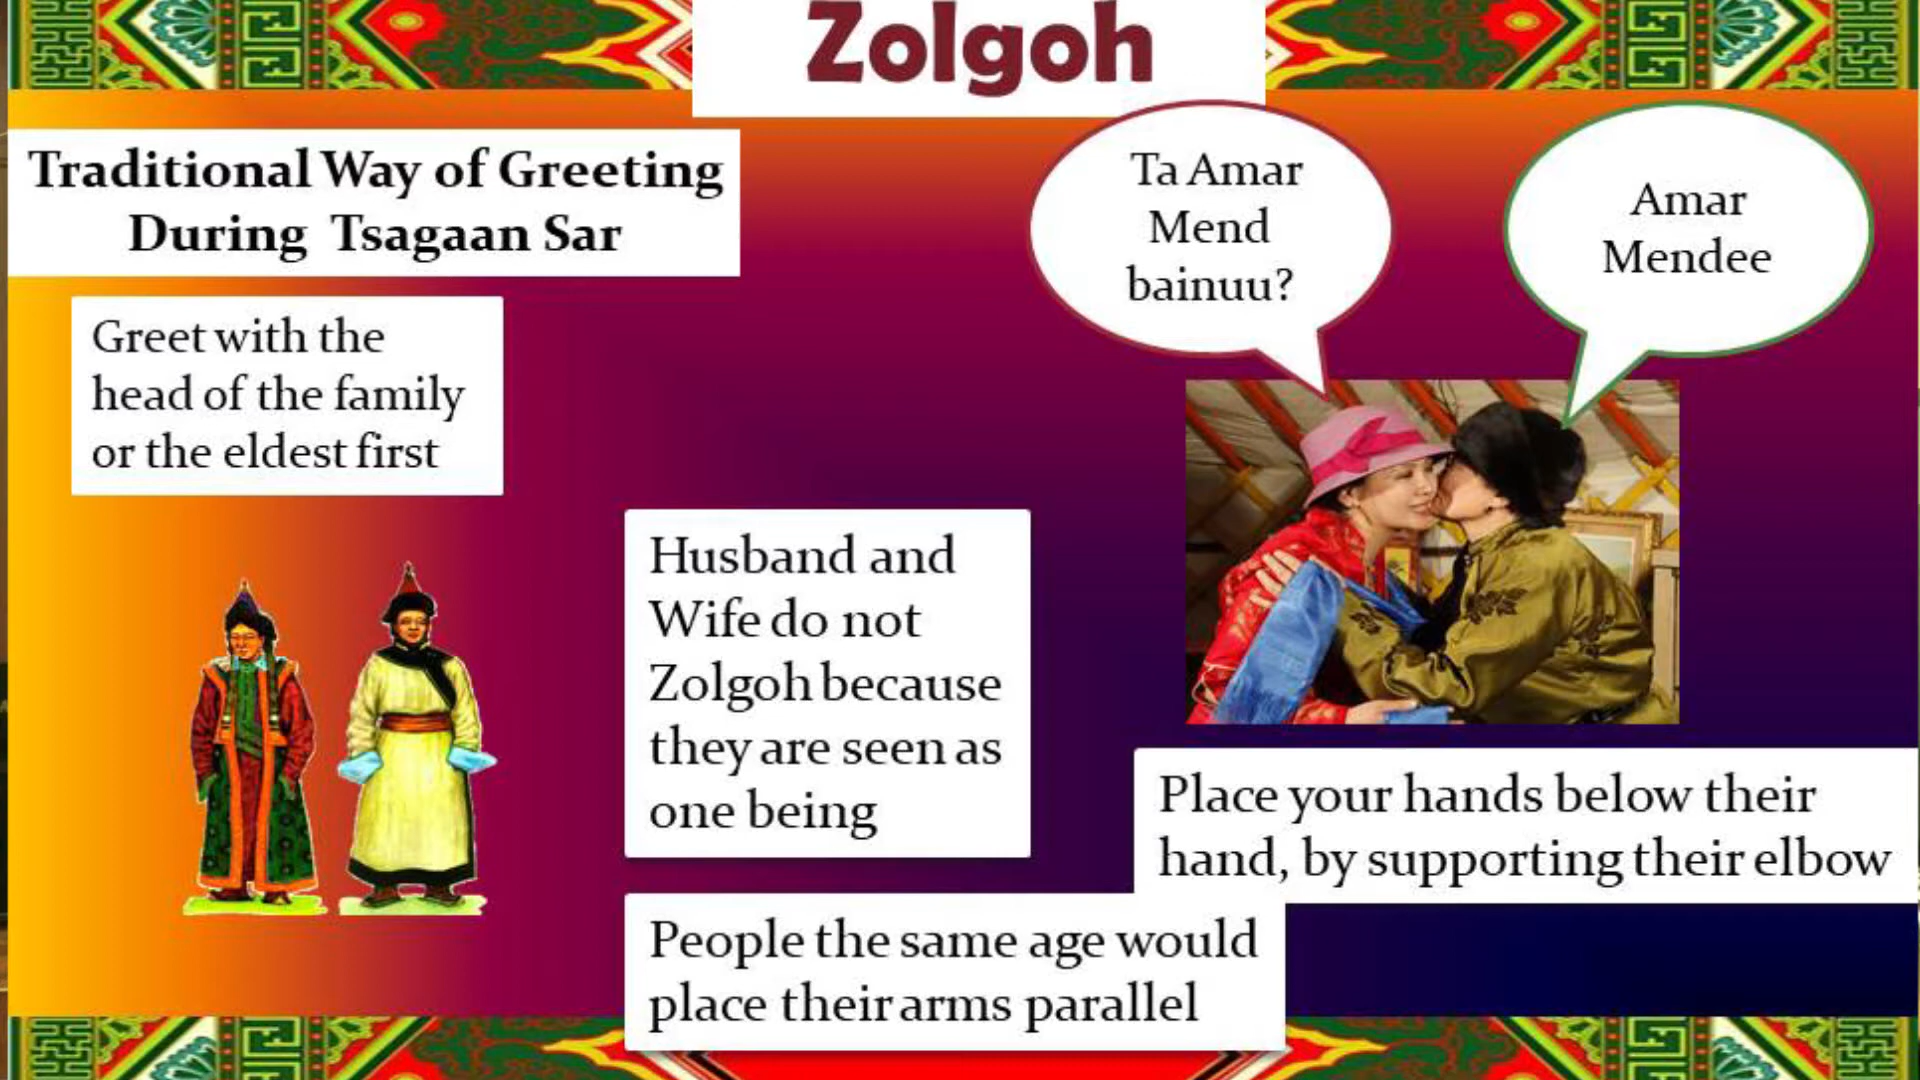 Zolgoh
Traditional Way of Greeting
During Tsagaan Sar
Ta Amar
Mend
bainuu?
Amar
Mendee
Greet with the
head of the family
or the eldest first
Husband and
Wife do not
Zolgoh because
they are seen as
one being
Place your hands below their
hand, by supporting their elbow
People the same age would
place their arms parallel